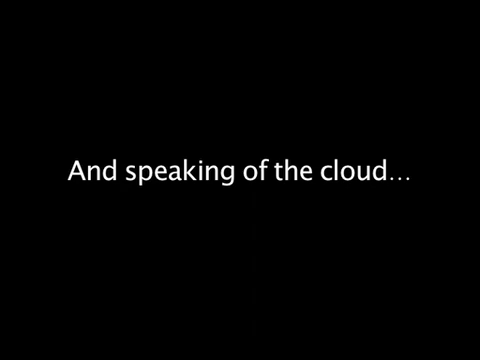 And speaking of the cloud…